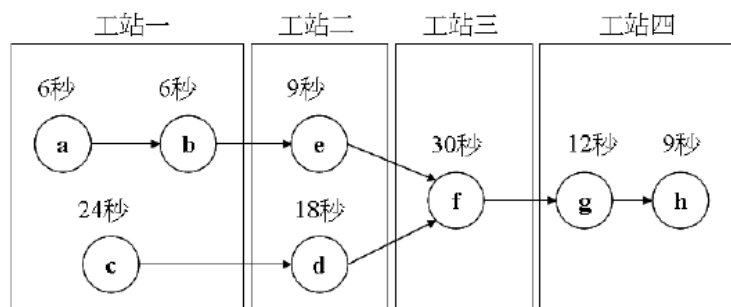 工站一 工站二 工站三 工站四
6秒 6秒 9秒
a b e
30秒 12秒 9秒
f g h
24秒 18秒
c d